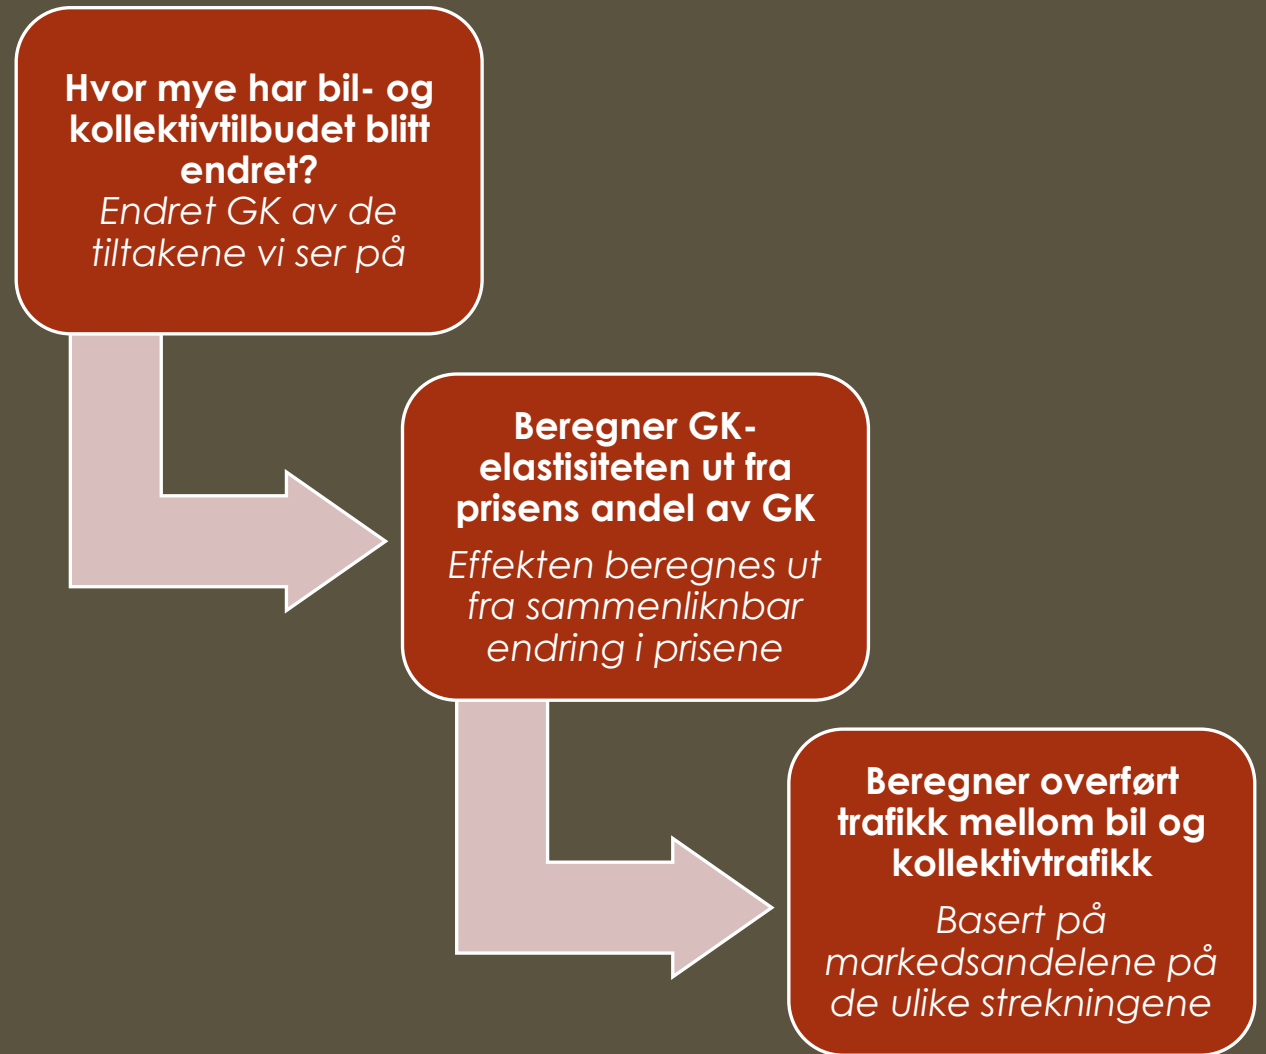 Hvor mye har bil- og
kollektivtilbudet blitt
endret?
Endret GK av de
tiltakene vi ser på
Beregner GK-
elastisiteten ut fra
prisens andel av GK
Effekten beregnes ut
fra sammenliknbar
endring i prisene
Beregner overført
trafikk mellom bil og
kollektivtrafikk
Basert på
markedsandelene på
de ulike strekningene